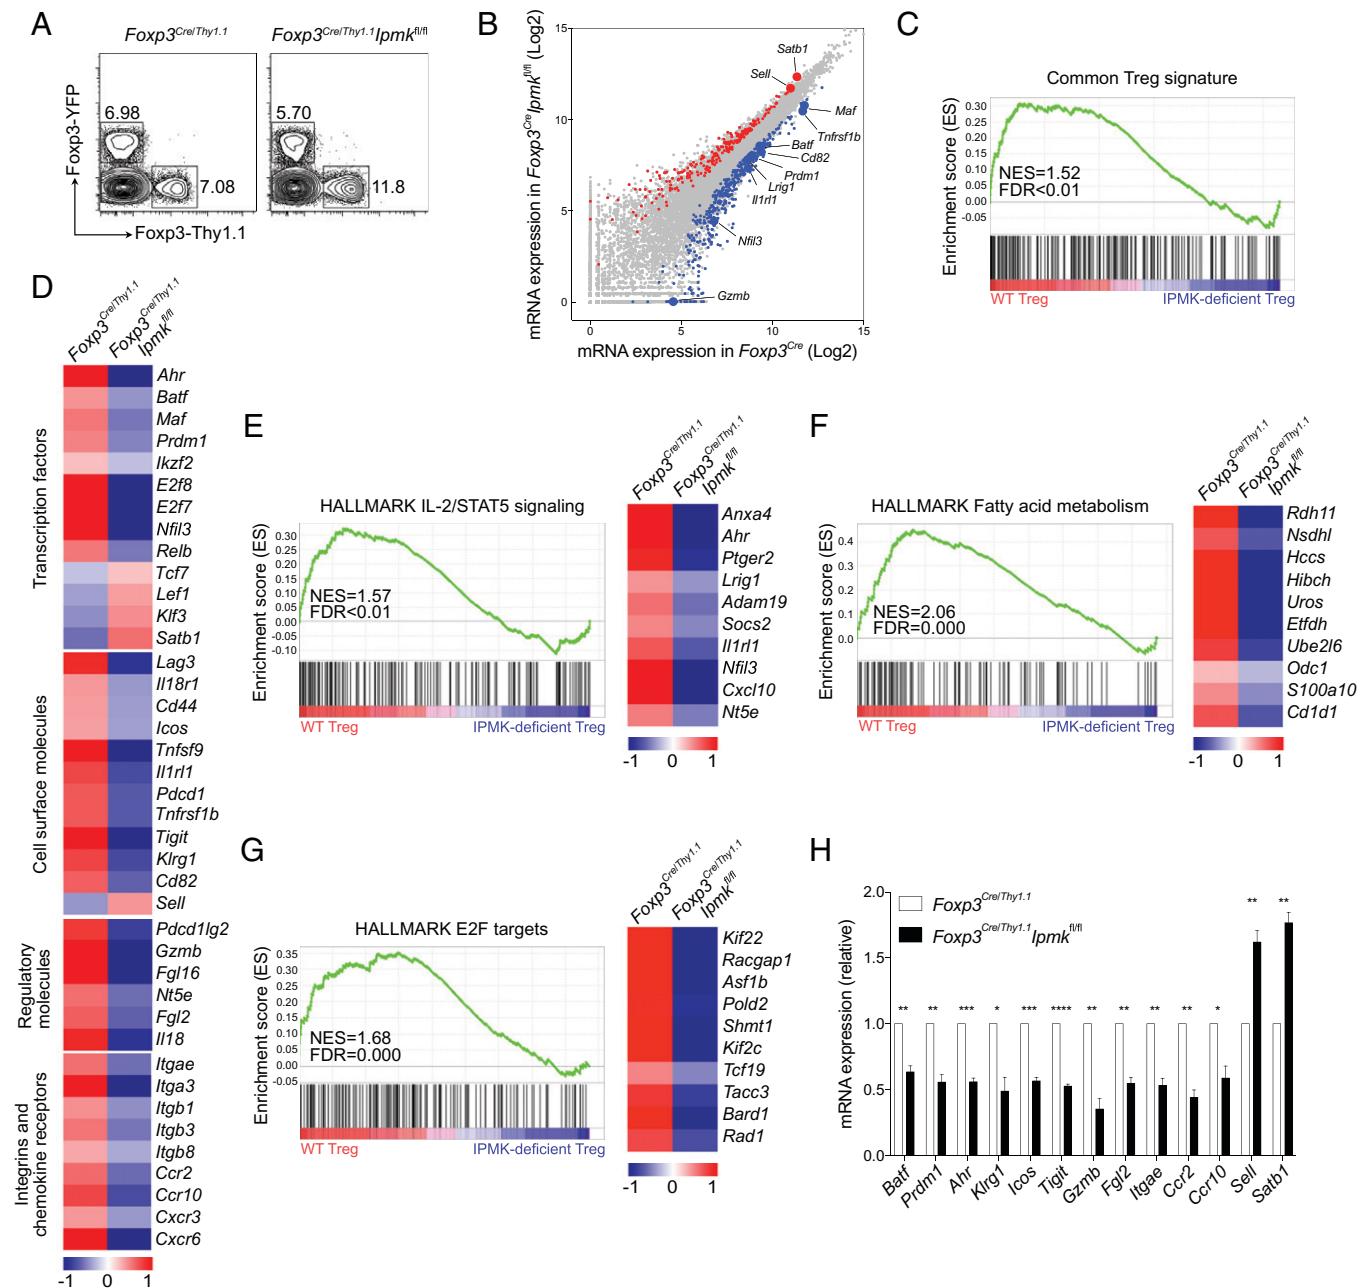 A
Foxp3Cre/Thy1.1
Foxp3Cre/Thy1.1Ipmkfl/fl
6.98
7.08
5.70
11.8
Foxp3-YFP
Foxp3-Thy1.1
B
mRNA expression in Foxp3CreIpmkfl/fl (Log2)
15
10
5
0
Satb1
Sell
Maf
Tnfrsf1b
Batf
Cd82
Prdm1
Lrig1
Il1rl1
Nfil3
Gzmb
0
5
10
15
mRNA expression in Foxp3Cre (Log2)
C
Common Treg signature
Enrichment score (ES)
0.30
0.25
0.20
0.15
0.10
0.05
0.00
-0.05
NES=1.52
FDR<0.01
WT Treg
IPMK-deficient Treg
D
Foxp3Cre/Thy1.1
Foxp3Cre/Thy1.1
Ipmkfl/fl
Transcription factors
Ahr
Batf
Maf
Prdm1
Ikzf2
E2f8
E2f7
Nfil3
Relb
Tcf7
Lef1
Klf3
Satb1
Cell surface molecules
Lag3
Il18r1
Cd44
Icos
Tnfsf9
Il1rl1
Pdcd1
Tnfrsf1b
Tigit
Klrg1
Cd82
Sell
Regulatory
molecules
Pdcd1lg2
Gzmb
Fgl16
Nt5e
Fgl2
Il18
Integrins and
chemokine receptors
Itgae
Itga3
Itgb1
Itgb3
Itgb8
Ccr2
Ccr10
Cxcr3
Cxcr6
-1 0 1
E
HALLMARK IL-2/STAT5 signaling
Enrichment score (ES)
0.30
0.25
0.20
0.15
0.10
0.05
0.00
-0.05
-0.10
NES=1.57
FDR<0.01
WT Treg
IPMK-deficient Treg
Foxp3Cre/Thy1.1
Foxp3Cre/Thy1.1
Ipmkfl/fl
Anxa4
Ahr
Ptger2
Lrig1
Adam19
Socs2
Il1rl1
Nfil3
Cxcl10
Nt5e
-1 0 1
F
HALLMARK Fatty acid metabolism
Enrichment score (ES)
0.4
0.3
0.2
0.1
0.0
NES=2.06
FDR=0.000
WT Treg
IPMK-deficient Treg
Foxp3Cre/Thy1.1
Foxp3Cre/Thy1.1
Ipmkfl/fl
Rdh11
Nsdhl
Hccs
Hibch
Uros
Etfdh
Ube2l6
Odc1
S100a10
Cd1d1
-1 0 1
G
HALLMARK E2F targets
Enrichment score (ES)
0.35
0.30
0.25
0.20
0.15
0.10
0.05
0.00
-0.05
NES=1.68
FDR=0.000
WT Treg
IPMK-deficient Treg
Foxp3Cre/Thy1.1
Foxp3Cre/Thy1.1
Ipmkfl/fl
Kif22
Racgap1
Asf1b
Pold2
Shmt1
Kif2c
Tcf19
Tacc3
Bard1
Rad1
-1 0 1
H
mRNA expression (relative)
2.0
1.5
1.0
0.5
0.0
Foxp3Cre/Thy1.1
Foxp3Cre/Thy1.1Ipmkfl/fl
** ** *** * *** **** ** ** ** ** * ** **
Batf
Prdm1
Ahr
Klrg1
Icos
Tigit
Gzmb
Fgl2
Itgae
Ccr2
Ccr10
Sell
Satb1